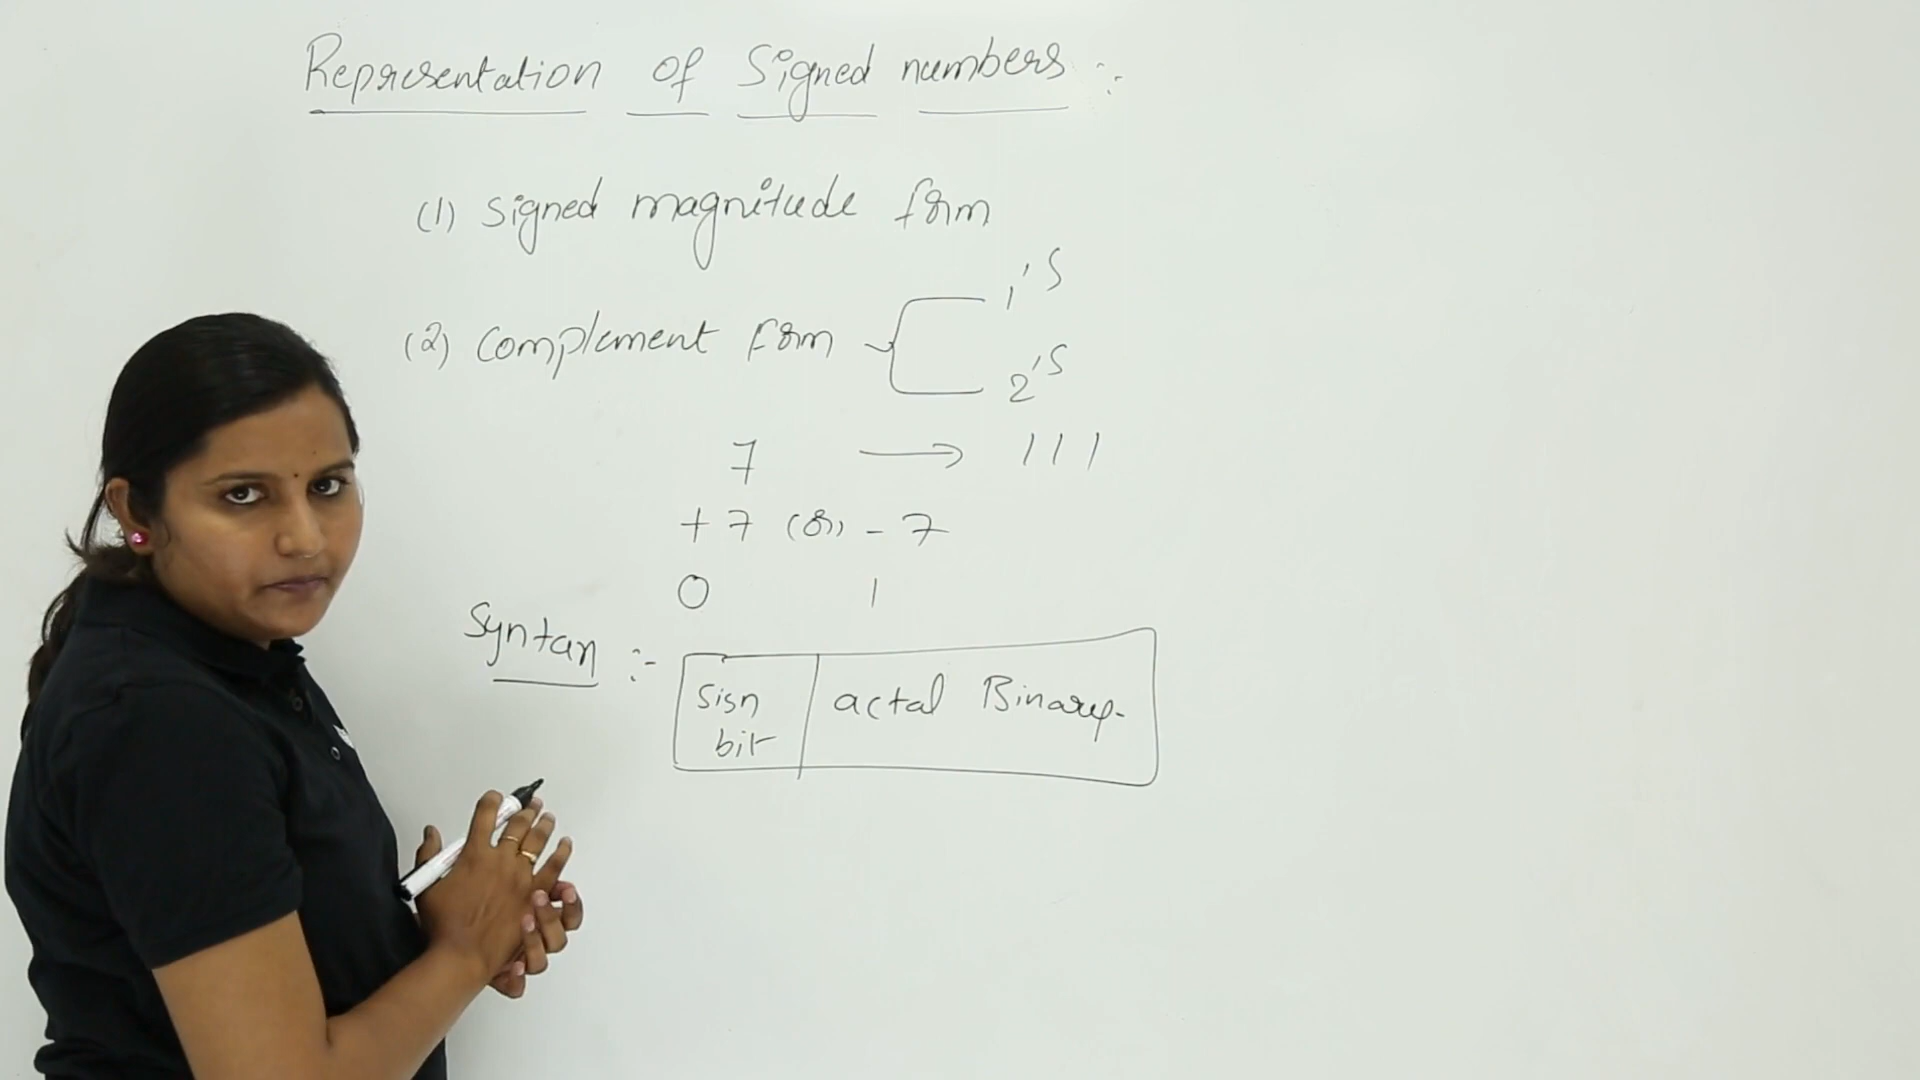 Representation of Signed numbers :-
(1) Signed magnitude form
(2) Complement form
1's
2's
7 → 111
+7 (or) -7
0 1
Syntax :-
Sign bit
actal Binary